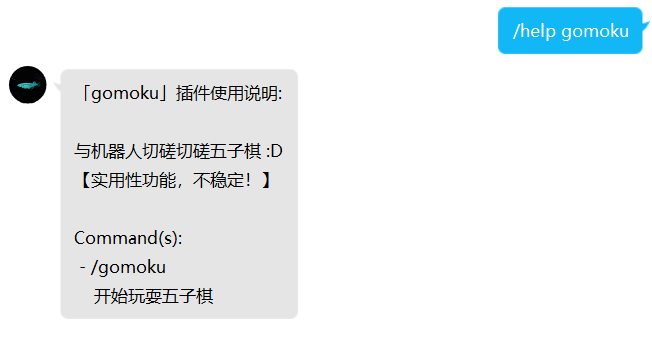 /help gomoku
「gomoku」插件使用说明:
与机器人切磋切磋五子棋 :D
【实用性功能，不稳定！】
Command(s):
- /gomoku
开始玩耍五子棋